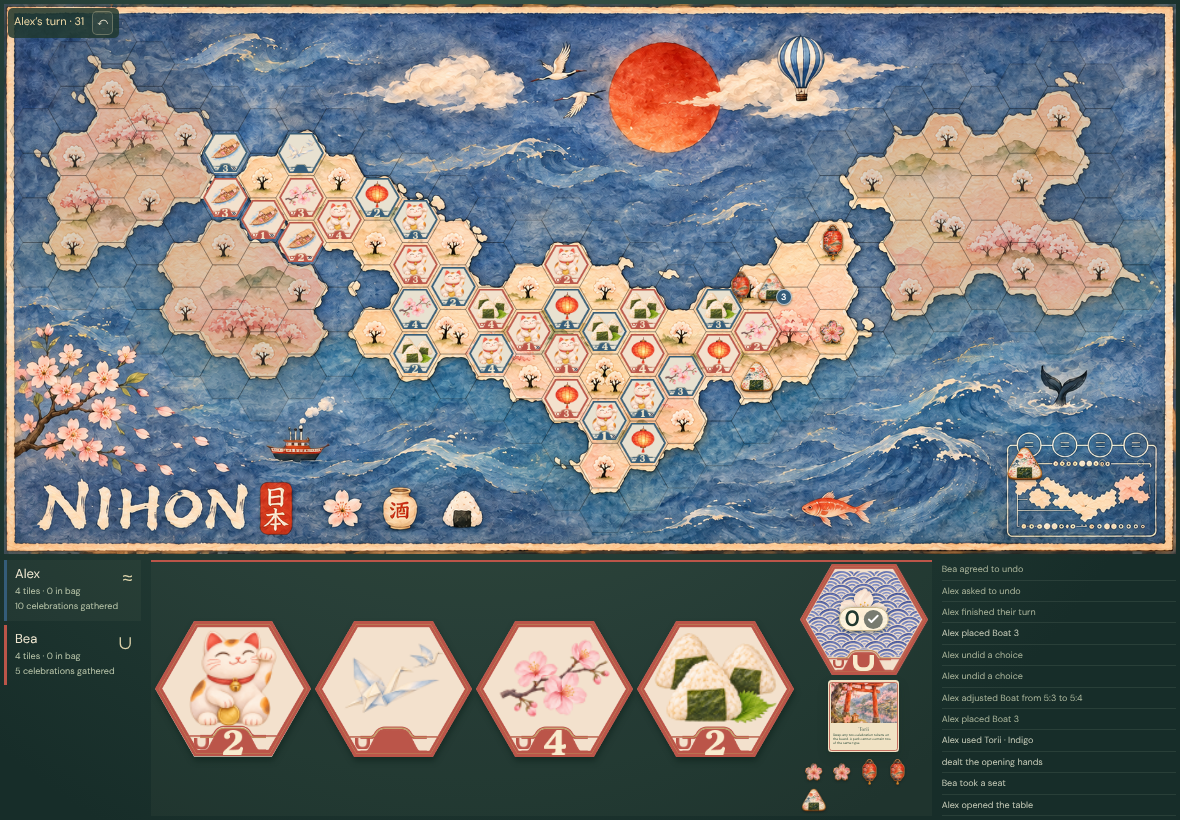 Alex's turn · 31
NIHON
日本
酒
3
Alex
4 tiles · 0 in bag
10 celebrations gathered
Bea
4 tiles · 0 in bag
5 celebrations gathered
2
4
2
0
Torii
Bea agreed to undo
Alex asked to undo
Alex finished their turn
Alex placed Boat 3
Alex undid a choice
Alex undid a choice
Alex adjusted Boat from 5:3 to 5:4
Alex placed Boat 3
Alex used Torii · Indigo
dealt the opening hands
Bea took a seat
Alex opened the table